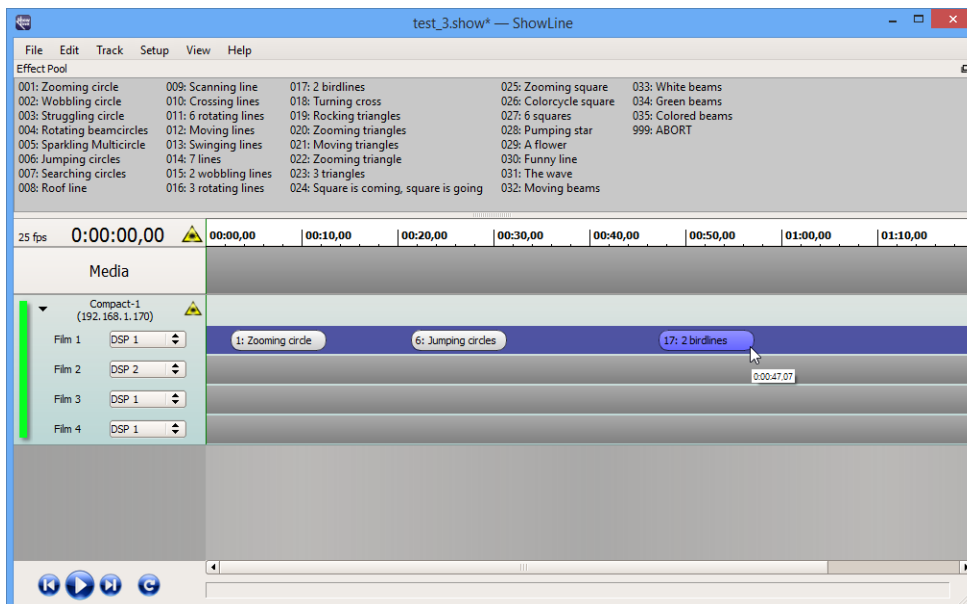 test_3.show* — ShowLine
File Edit Track Setup View Help
Effect Pool
001: Zooming circle 009: Scanning line 017: 2 birdlines 025: Zooming square 033: White beams
002: Wobbling circle 010: Crossing lines 018: Turning cross 026: Colorcycle square 034: Green beams
003: Struggling circle 011: 6 rotating lines 019: Rocking triangles 027: 6 squares 035: Colored beams
004: Rotating beamcircles 012: Moving lines 020: Zooming triangles 028: Pumping star 999: ABORT
005: Sparkling Multicircle 013: Swinging lines 021: Moving triangles 029: A flower
006: Jumping circles 014: 7 lines 022: Zooming triangle 030: Funny line
007: Searching circles 015: 2 wobbling lines 023: 3 triangles 031: The wave
008: Roof line 016: 3 rotating lines 024: Square is coming, square is going 032: Moving beams
25 fps 0:00:00,00 00:00,00 00:10,00 00:20,00 00:30,00 00:40,00 00:50,00 01:00,00 01:10,00
Media
Compact-1
(192.168.1.170)
Film 1 DSP 1 1: Zooming circle 6: Jumping circles 17: 2 birdlines
Film 2 DSP 2 0:00:47,07
Film 3 DSP 1
Film 4 DSP 1